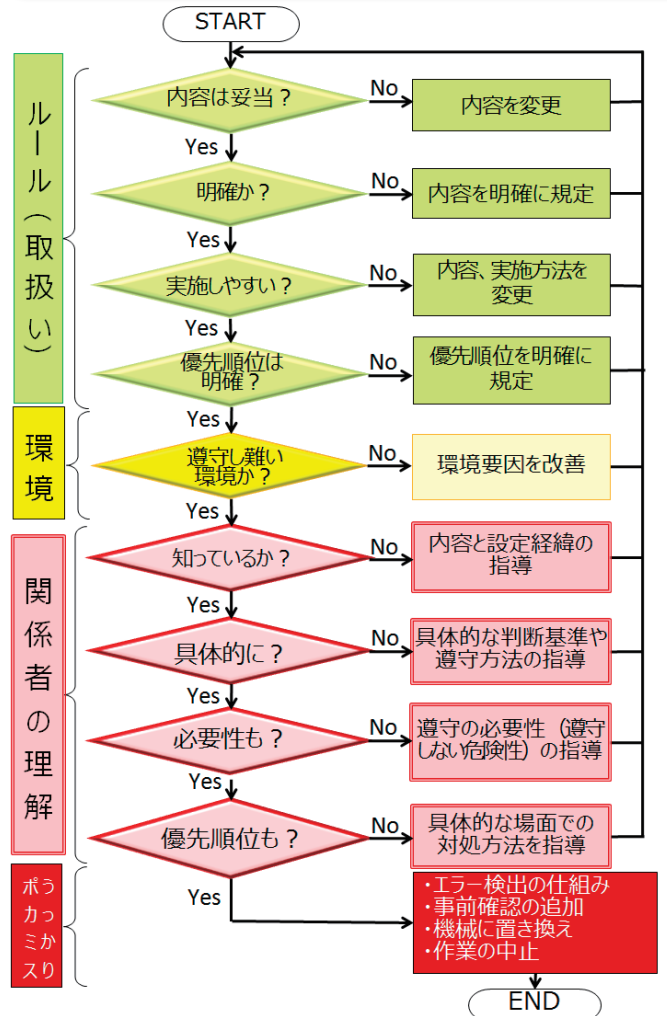 START
ルール（取扱い）
内容は妥当？
No
内容を変更
Yes
明確か？
No
内容を明確に規定
Yes
実施しやすい？
No
内容、実施方法を
変更
Yes
優先順位は
明確？
No
優先順位を明確に
規定
Yes
環境
遵守し難い
環境か？
No
環境要因を改善
Yes
関係者の理解
知っているか？
No
内容と設定経緯の
指導
Yes
具体的に？
No
具体的な判断基準や
遵守方法の指導
Yes
必要性も？
No
遵守の必要性（遵守
しない危険性）の指導
Yes
優先順位も？
No
具体的な場面での
対処方法を指導
Yes
うっかり
ポカミス
・エラー検出の仕組み
・事前確認の追加
・機械に置き換え
・作業の中止
END